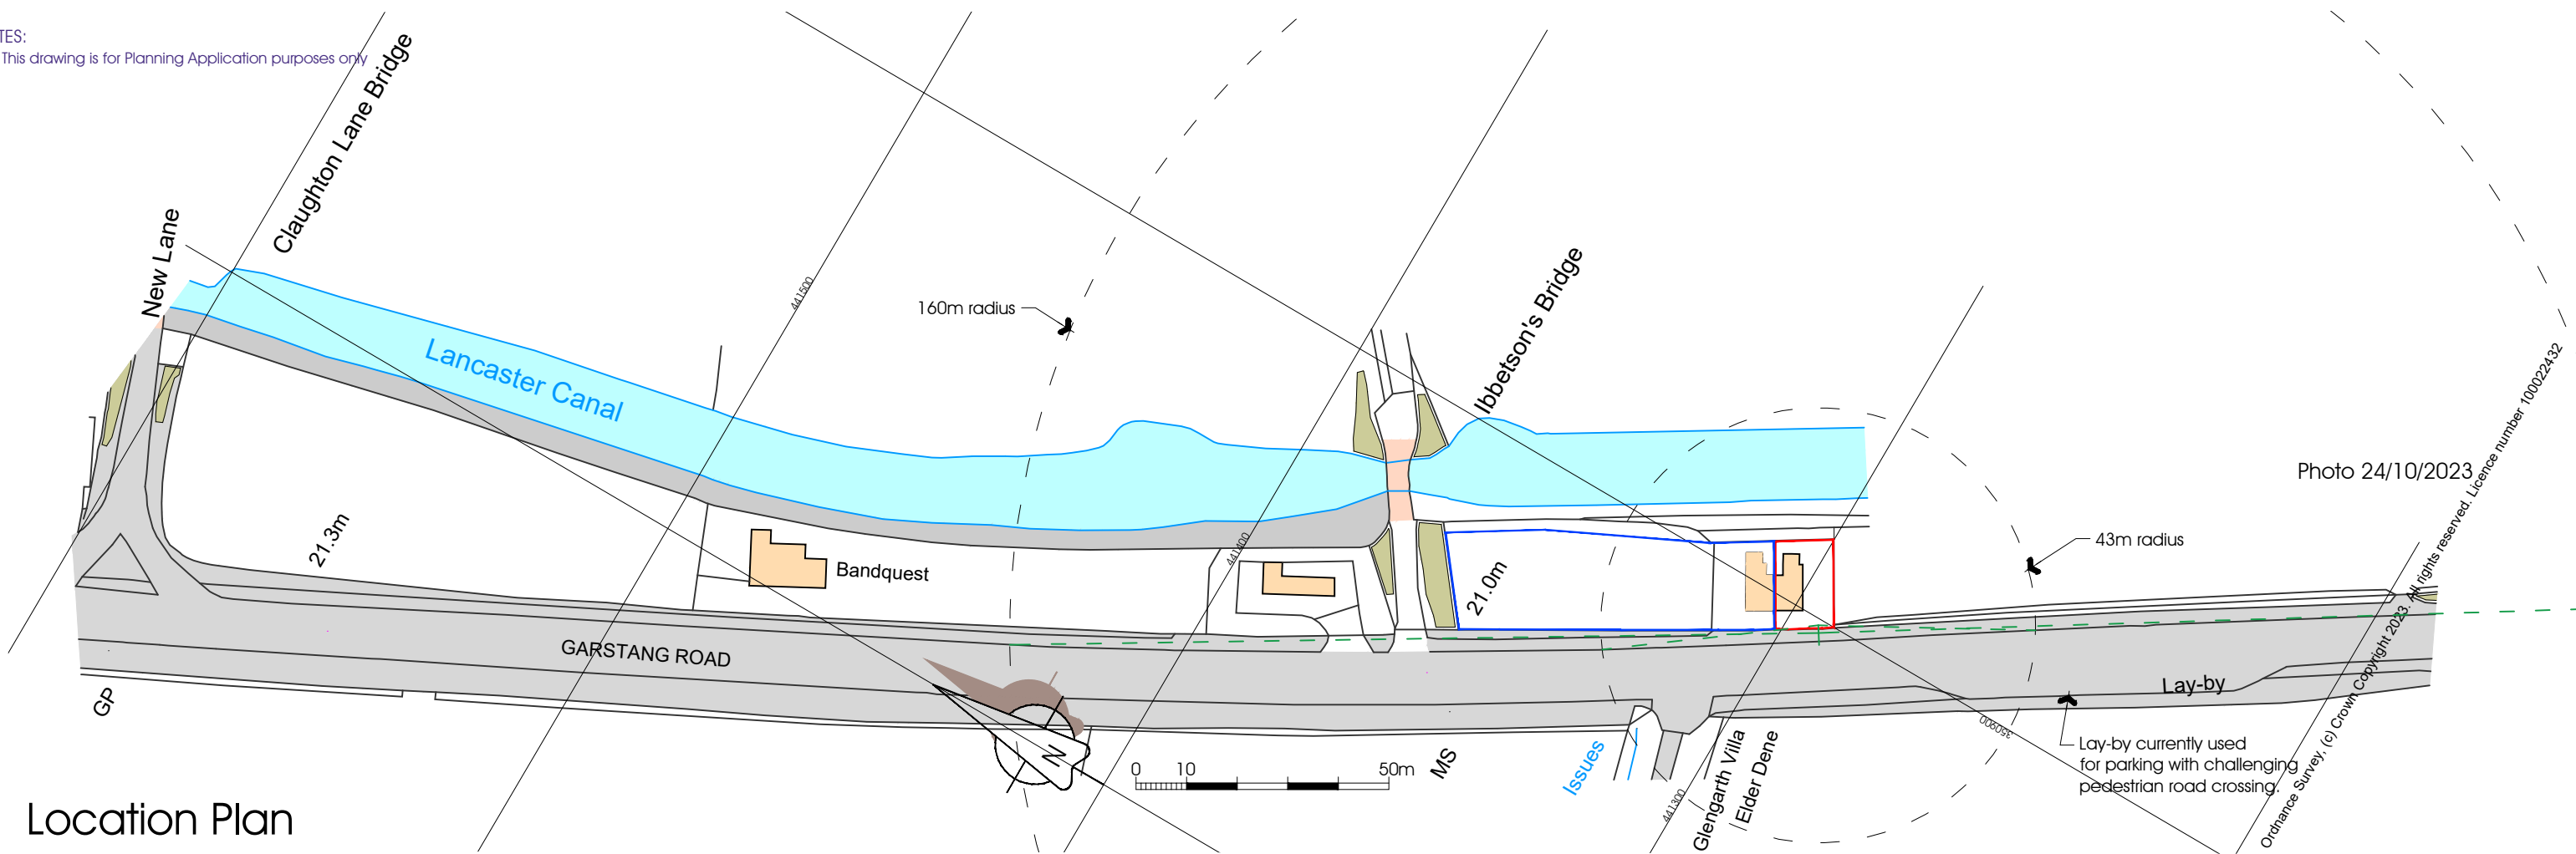 TES:
This drawing is for Planning Application purposes only
New Lane
Claughton Lane Bridge
Lancaster Canal
441500
160m radius
Ibbetson's Bridge
Photo 24/10/2023
Ordnance Survey, (c) Crown Copyright 2023. All rights reserved. Licence number 100022432
43m radius
21.3m
Bandquest
441400
21.0m
GARSTANG ROAD
GP
N
0 10 50m
MS
Issues
441300
Glengarth Villa
Elder Dene
350900
Lay-by
Lay-by currently used
for parking with challenging
pedestrian road crossing.
Location Plan